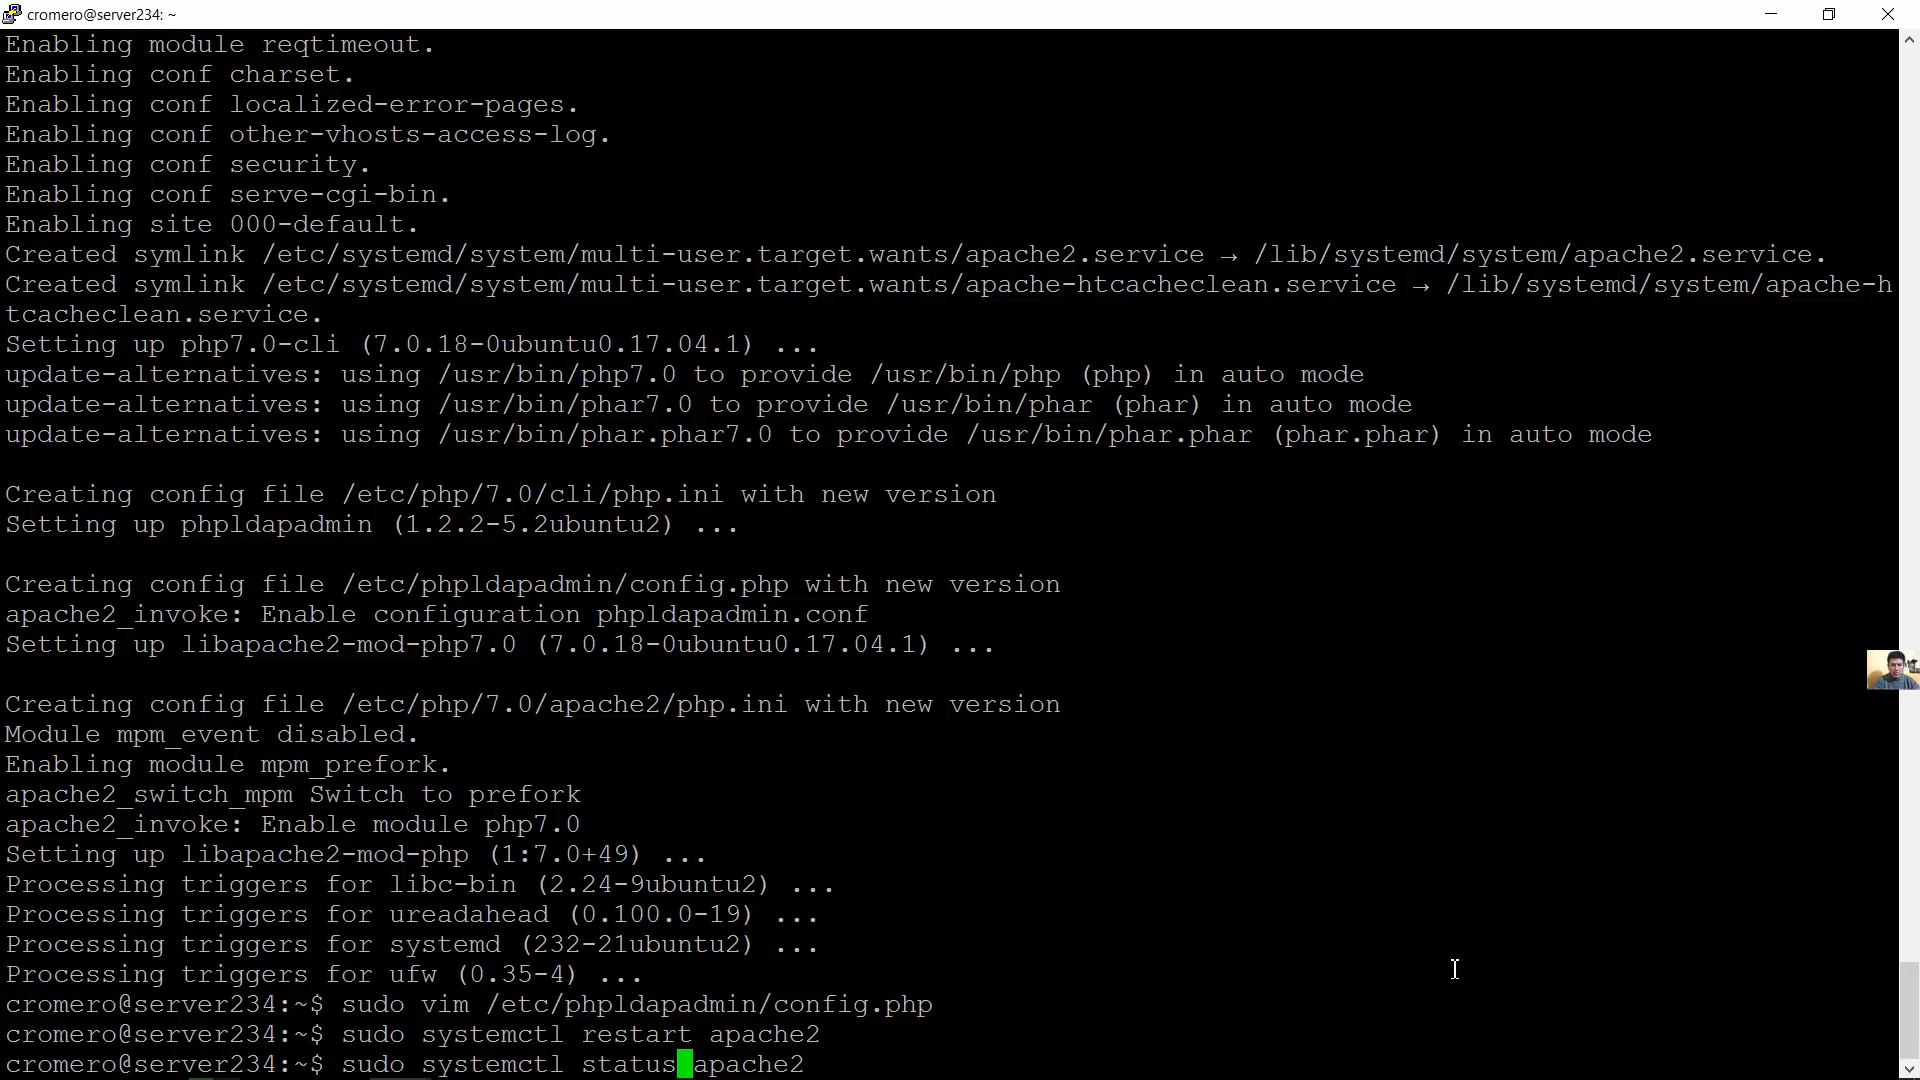 cromero@server234: ~
Enabling module reqtimeout.
Enabling conf charset.
Enabling conf localized-error-pages.
Enabling conf other-vhosts-access-log.
Enabling conf security.
Enabling conf serve-cgi-bin.
Enabling site 000-default.
Created symlink /etc/systemd/system/multi-user.target.wants/apache2.service → /lib/systemd/system/apache2.service.
Created symlink /etc/systemd/system/multi-user.target.wants/apache-htcacheclean.service → /lib/systemd/system/apache-h
tcacheclean.service.
Setting up php7.0-cli (7.0.18-0ubuntu0.17.04.1) ...
update-alternatives: using /usr/bin/php7.0 to provide /usr/bin/php (php) in auto mode
update-alternatives: using /usr/bin/phar7.0 to provide /usr/bin/phar (phar) in auto mode
update-alternatives: using /usr/bin/phar.phar7.0 to provide /usr/bin/phar.phar (phar.phar) in auto mode
Creating config file /etc/php/7.0/cli/php.ini with new version
Setting up phpldapadmin (1.2.2-5.2ubuntu2) ...
Creating config file /etc/phpldapadmin/config.php with new version
apache2_invoke: Enable configuration phpldapadmin.conf
Setting up libapache2-mod-php7.0 (7.0.18-0ubuntu0.17.04.1) ...
Creating config file /etc/php/7.0/apache2/php.ini with new version
Module mpm_event disabled.
Enabling module mpm_prefork.
apache2_switch_mpm Switch to prefork
apache2_invoke: Enable module php7.0
Setting up libapache2-mod-php (1:7.0+49) ...
Processing triggers for libc-bin (2.24-9ubuntu2) ...
Processing triggers for ureadahead (0.100.0-19) ...
Processing triggers for systemd (232-21ubuntu2) ...
Processing triggers for ufw (0.35-4) ...
cromero@server234:~$ sudo vim /etc/phpldapadmin/config.php
cromero@server234:~$ sudo systemctl restart apache2
cromero@server234:~$ sudo systemctl status apache2